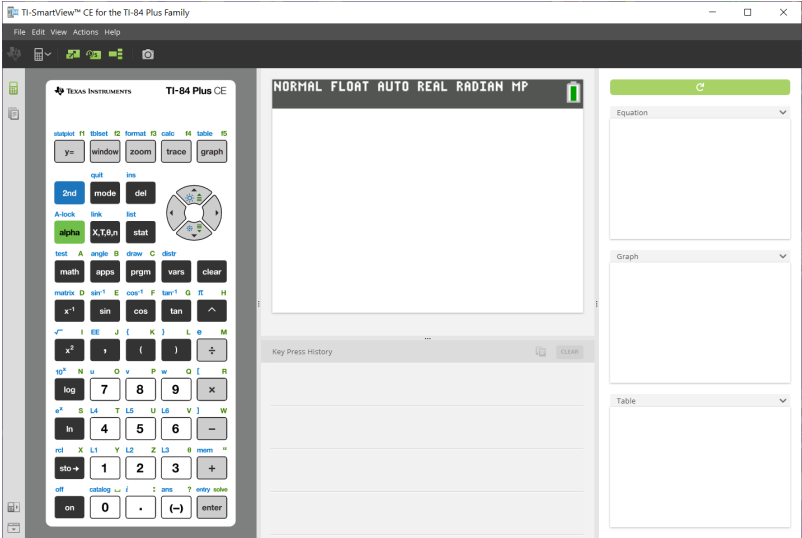 TI-SmartView™ CE for the TI-84 Plus Family
File Edit View Actions Help
TEXAS INSTRUMENTS TI-84 Plus CE
NORMAL FLOAT AUTO REAL RADIAN MP
statplot f1 tblset f2 format f3 calc f4 table f5
y= window zoom trace graph
quit ins
2nd mode del
A-lock link list
alpha X,T,θ,n stat
test A angle B draw C distr
math apps prgm vars clear
matrix D sin⁻¹ E cos⁻¹ F tan⁻¹ G π H
x⁻¹ sin cos tan ^
√ I EE J { K } L e M
x² , ( ) ÷
10ˣ N u O v P w Q [ R
log 7 8 9 ×
eˣ S L4 T L5 U L6 V ] W
ln 4 5 6 −
rcl X L1 Y L2 Z L3 θ mem "
sto→ 1 2 3 +
off catalog ⎵ i : ans ? entry solve
on 0 . (−) enter
Key Press History CLEAR
Equation
Graph
Table